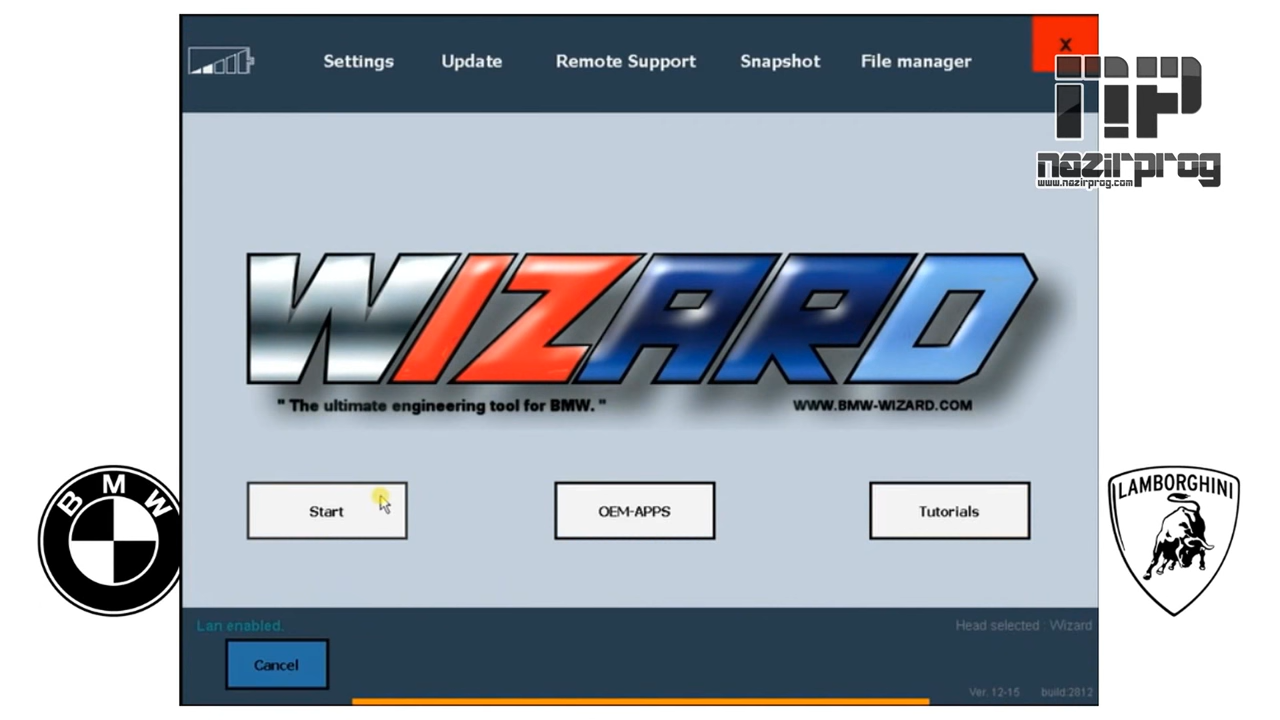 Settings
Update
Remote Support
Snapshot
File manager
x
NP
nazirprog
www.nazirprog.com
WIZARD
" The ultimate engineering tool for BMW. "
WWW.BMW-WIZARD.COM
BMW
LAMBORGHINI
Start
OEM-APPS
Tutorials
Lan enabled.
Head selected : Wizard
Cancel
Ver. 12-15
build:2812